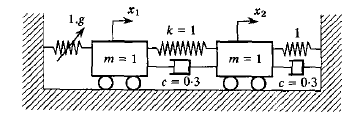 1,g
x₁
k = 1
x₂
1
m = 1
m = 1
c = 0·3
c = 0·3